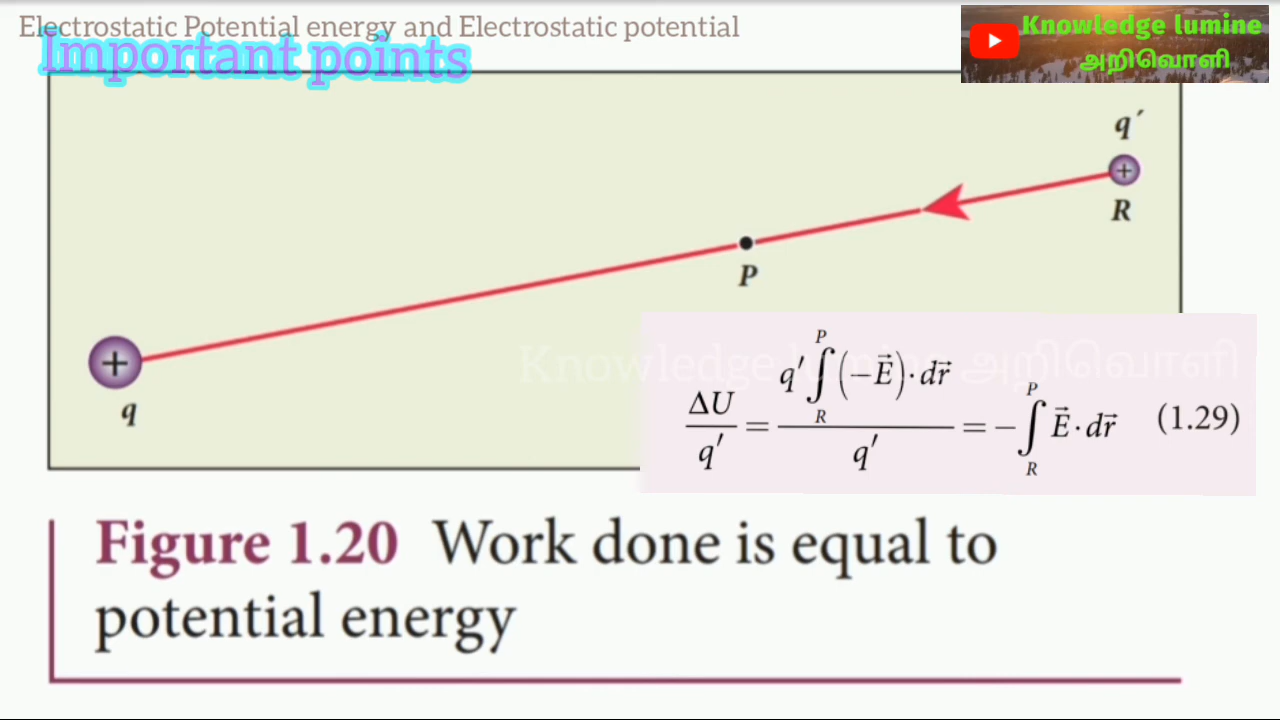 Electrostatic Potential energy and Electrostatic potential
Important points
Knowledge lumine
அறிவொளி
q´
+
R
P
+
q
Knowledge lumine அறிவொளி
ΔU/q′ = q′∫_R^P(−E⃗)·dr⃗ / q′ = −∫_R^P E⃗·dr⃗ (1.29)
Figure 1.20 Work done is equal to
potential energy